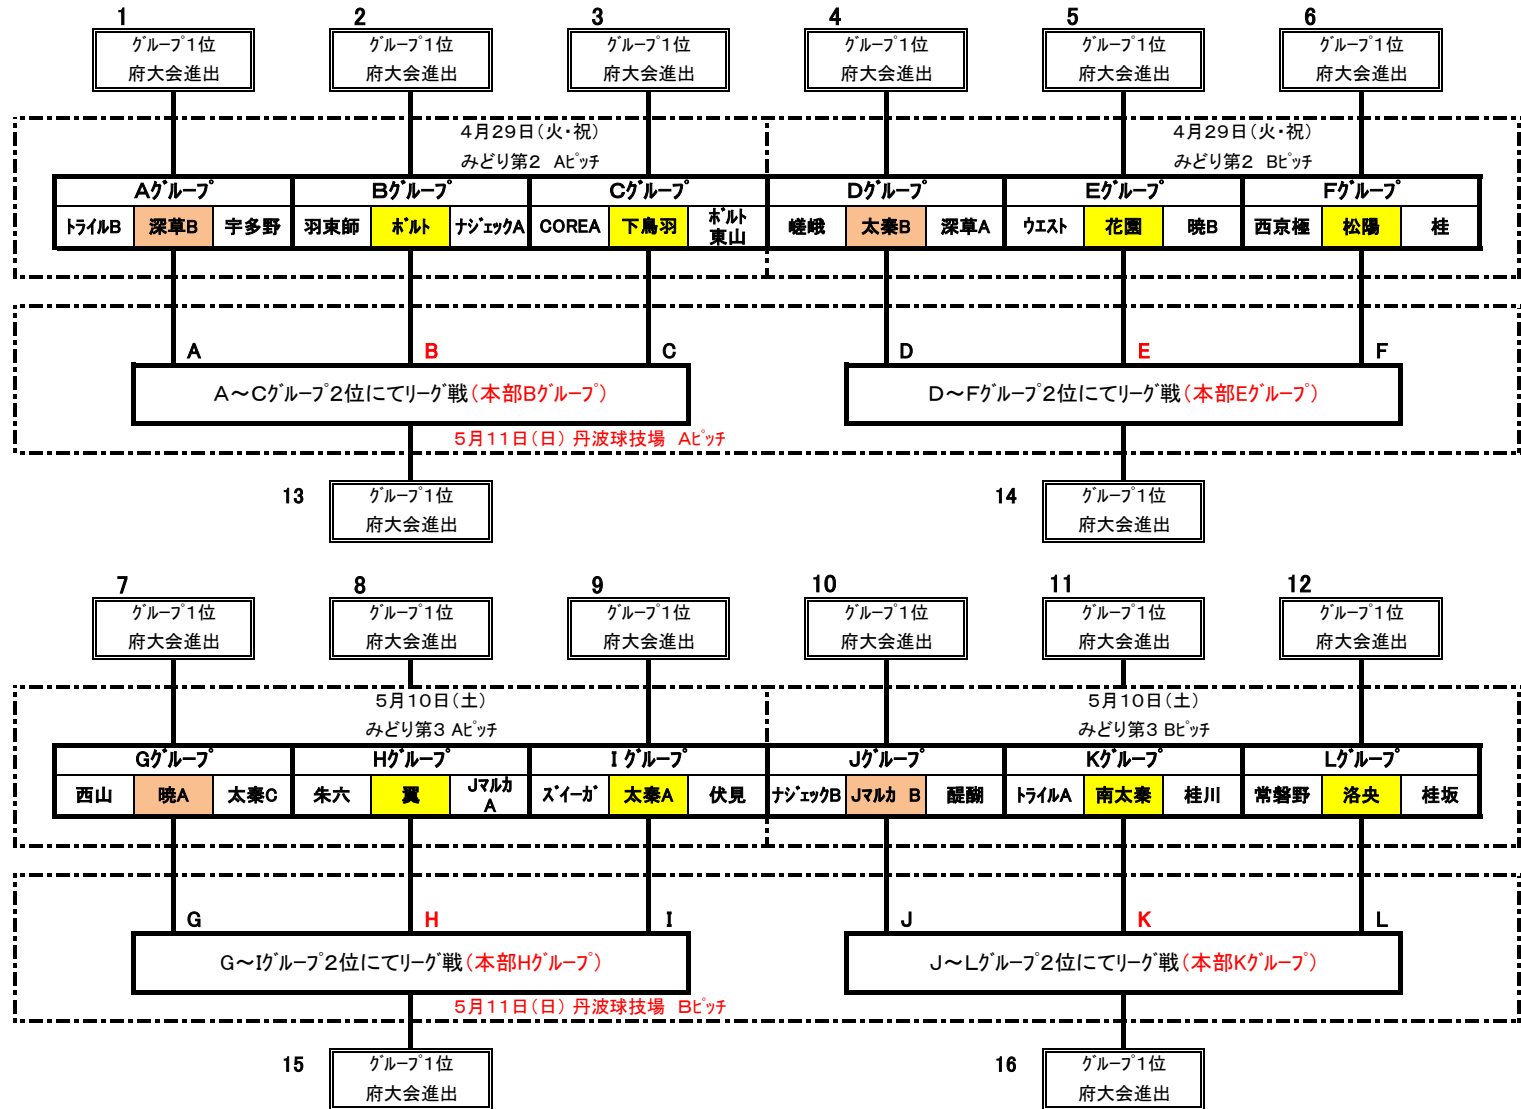 1 2 3 4 5 6
ｸﾞﾙｰﾌﾟ1位 ｸﾞﾙｰﾌﾟ1位 ｸﾞﾙｰﾌﾟ1位 ｸﾞﾙｰﾌﾟ1位 ｸﾞﾙｰﾌﾟ1位 ｸﾞﾙｰﾌﾟ1位
府大会進出 府大会進出 府大会進出 府大会進出 府大会進出 府大会進出
4月29日(火・祝) 4月29日(火・祝)
みどり第2 Aﾋﾟｯﾁ みどり第2 Bﾋﾟｯﾁ
Aｸﾞﾙｰﾌﾟ Bｸﾞﾙｰﾌﾟ Cｸﾞﾙｰﾌﾟ Dｸﾞﾙｰﾌﾟ Eｸﾞﾙｰﾌﾟ Fｸﾞﾙｰﾌﾟ
ﾄﾗｲﾙB 深草B 宇多野 羽束師 ﾎﾞﾙﾄ ﾅｼﾞｪｯｸA COREA 下鳥羽 ﾎﾞﾙﾄ東山 嵯峨 太秦B 深草A ｳｴｽﾄ 花園 暁B 西京極 松陽 桂
A B C D E F
A～Cｸﾞﾙｰﾌﾟ2位にてﾘｰｸﾞ戦(本部Bｸﾞﾙｰﾌﾟ) D～Fｸﾞﾙｰﾌﾟ2位にてﾘｰｸﾞ戦(本部Eｸﾞﾙｰﾌﾟ)
5月11日(日) 丹波球技場 Aﾋﾟｯﾁ
13 ｸﾞﾙｰﾌﾟ1位 14 ｸﾞﾙｰﾌﾟ1位
府大会進出 府大会進出
7 8 9 10 11 12
ｸﾞﾙｰﾌﾟ1位 ｸﾞﾙｰﾌﾟ1位 ｸﾞﾙｰﾌﾟ1位 ｸﾞﾙｰﾌﾟ1位 ｸﾞﾙｰﾌﾟ1位 ｸﾞﾙｰﾌﾟ1位
府大会進出 府大会進出 府大会進出 府大会進出 府大会進出 府大会進出
5月10日(土) 5月10日(土)
みどり第3 Aﾋﾟｯﾁ みどり第3 Bﾋﾟｯﾁ
Gｸﾞﾙｰﾌﾟ Hｸﾞﾙｰﾌﾟ Iｸﾞﾙｰﾌﾟ Jｸﾞﾙｰﾌﾟ Kｸﾞﾙｰﾌﾟ Lｸﾞﾙｰﾌﾟ
西山 暁A 太秦C 朱六 翼 JﾏﾙｶA ｽﾞｲｰｶﾞ 太秦A 伏見 ﾅｼﾞｪｯｸB Jﾏﾙｶ B 醍醐 ﾄﾗｲﾙA 南太秦 桂川 常磐野 洛央 桂坂
G H I J K L
G～Iｸﾞﾙｰﾌﾟ2位にてﾘｰｸﾞ戦(本部Hｸﾞﾙｰﾌﾟ) J～Lｸﾞﾙｰﾌﾟ2位にてﾘｰｸﾞ戦(本部Kｸﾞﾙｰﾌﾟ)
5月11日(日) 丹波球技場 Bﾋﾟｯﾁ
15 ｸﾞﾙｰﾌﾟ1位 16 ｸﾞﾙｰﾌﾟ1位
府大会進出 府大会進出